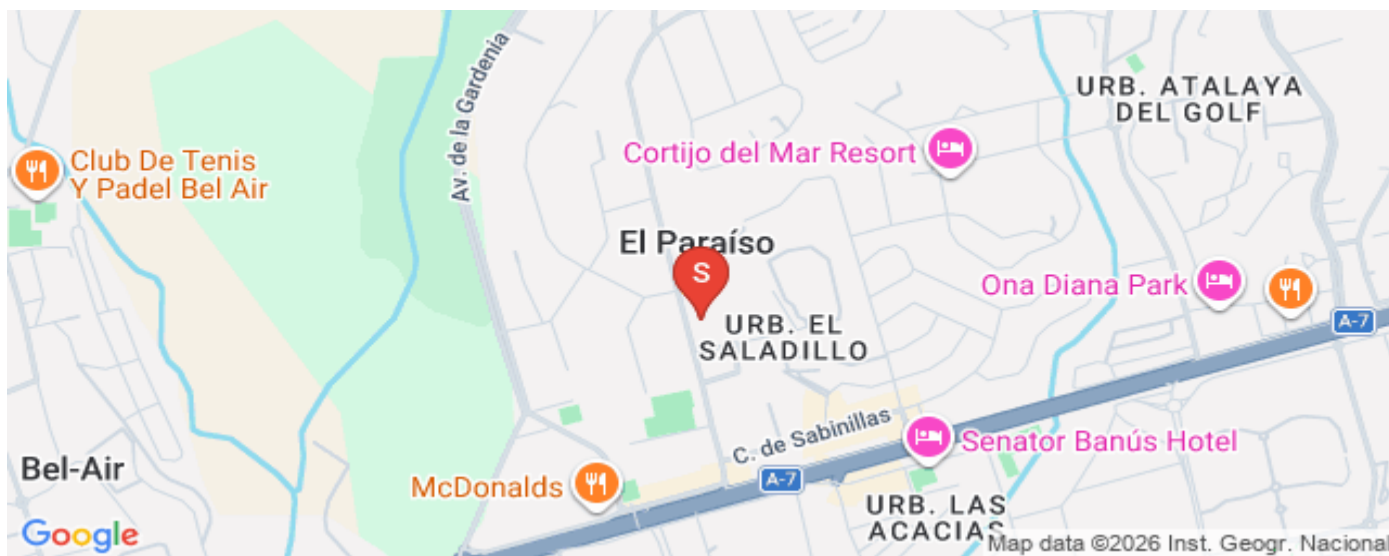 Av. de la Gardenia
URB. ATALAYA
DEL GOLF
Club De Tenis
Y Padel Bel Air
Cortijo del Mar Resort
El Paraíso
S
Ona Diana Park
URB. EL
SALADILLO
A-7
C. de Sabinillas
Senator Banús Hotel
Bel-Air
McDonalds
A-7
URB. LAS
ACACIAS
Google
Map data ©2026 Inst. Geogr. Nacional